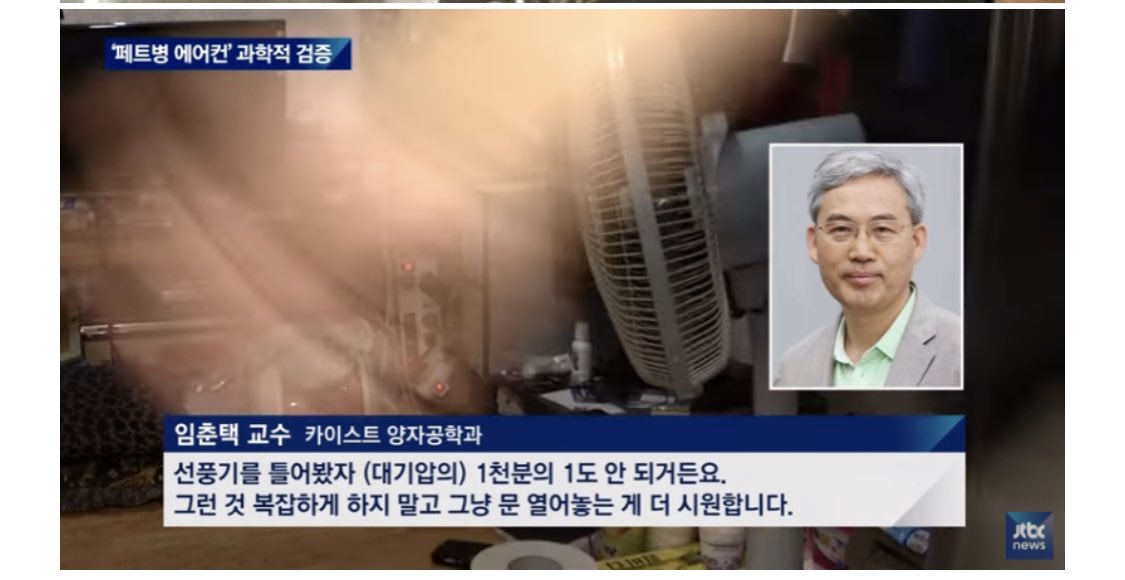 '페트병 에어컨' 과학적 검증
임춘택 교수 카이스트 양자공학과
선풍기를 틀어봤자 (대기압의) 1천분의 1도 안 되거든요.
그런 것 복잡하게 하지 말고 그냥 문 열어놓는 게 더 시원합니다.
jtbc
news